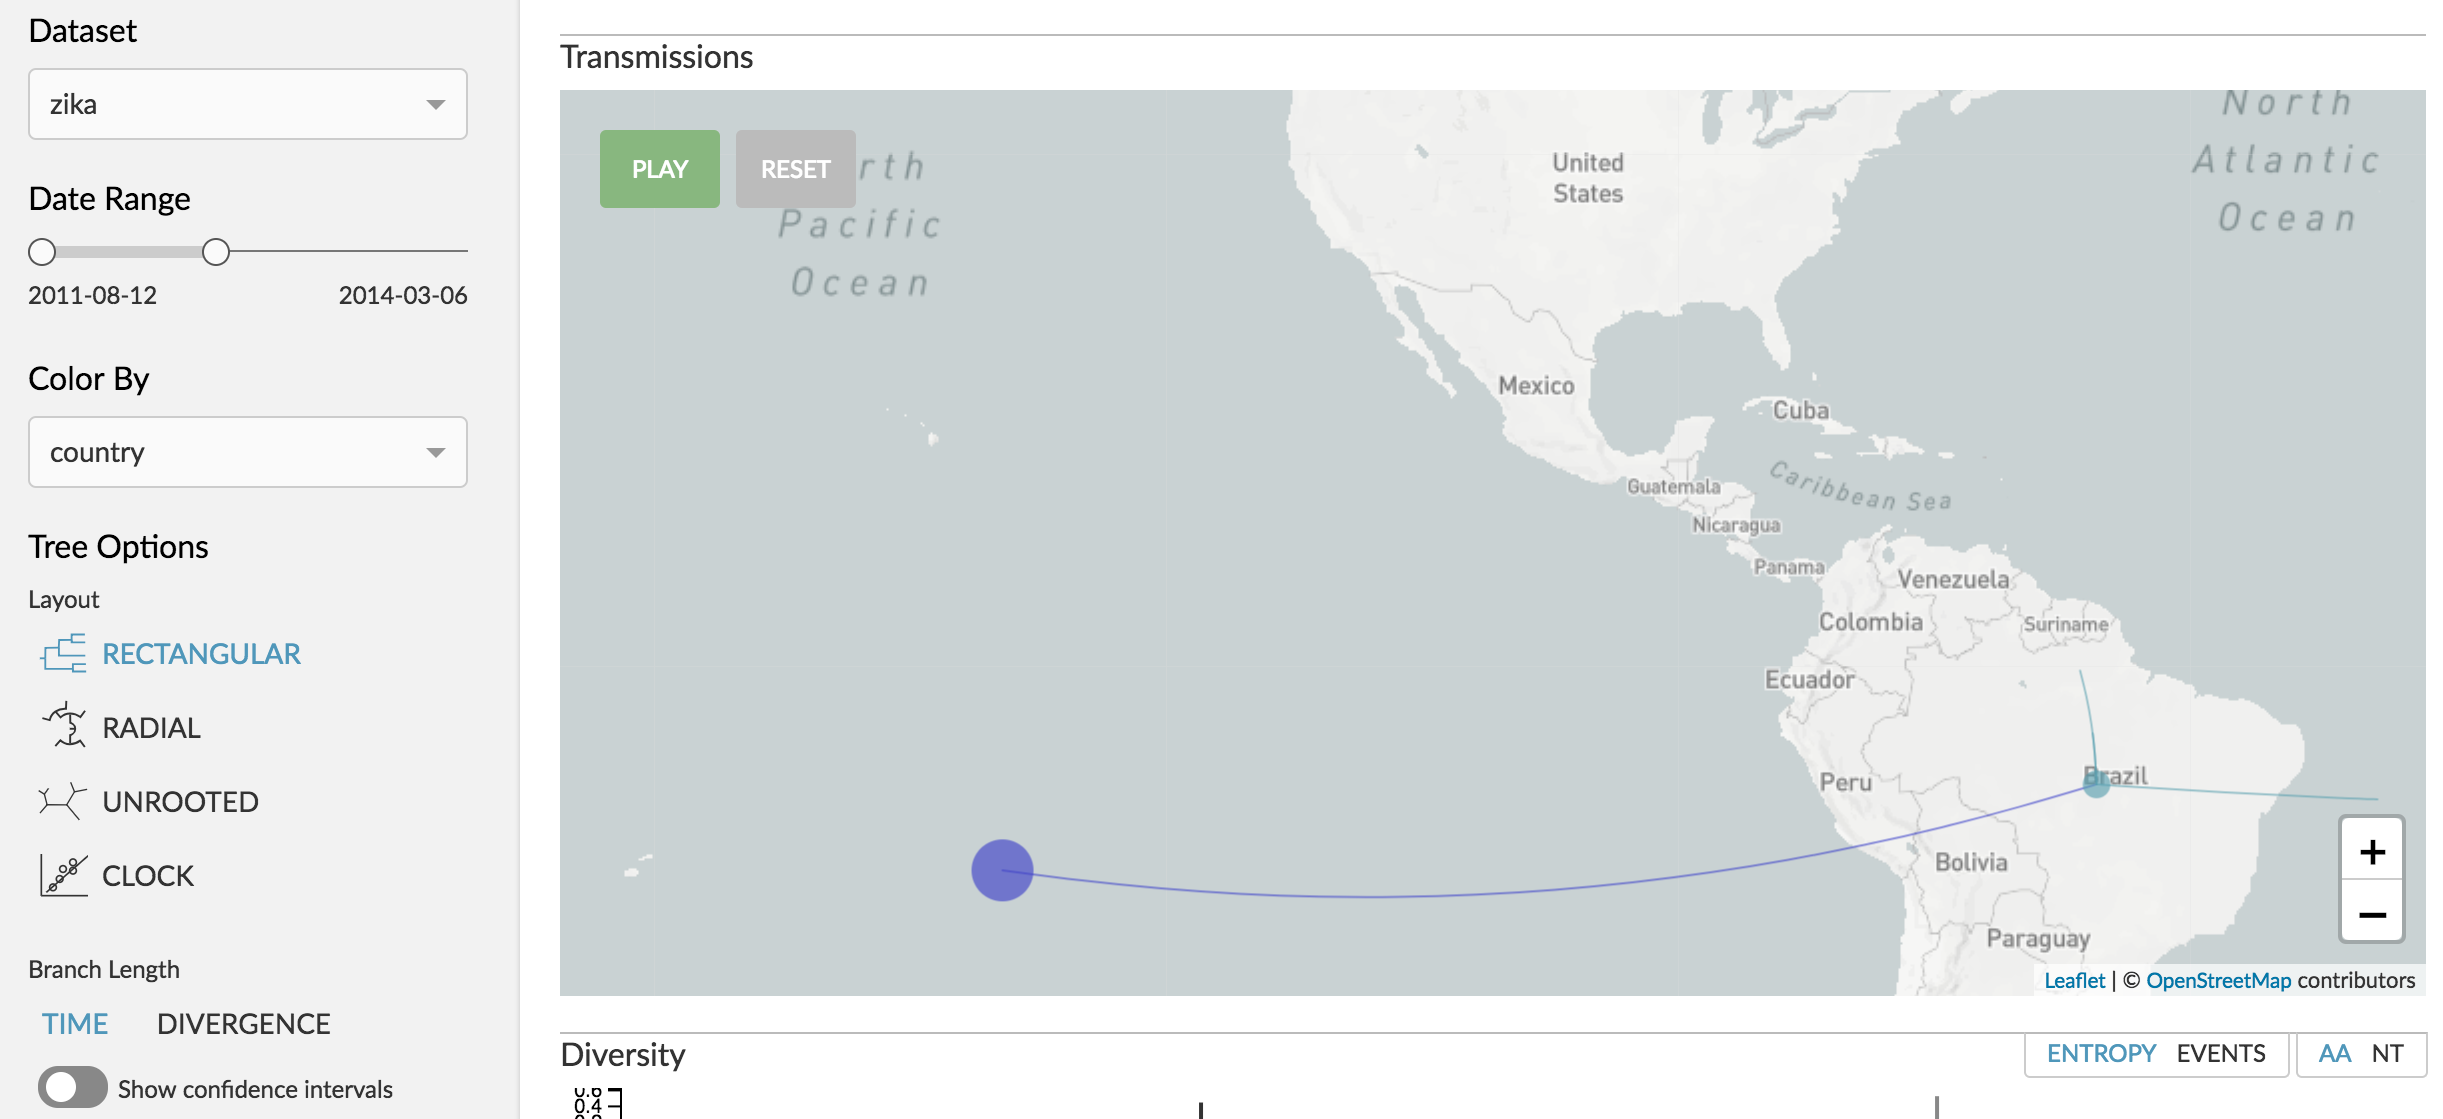 Dataset
zika
Date Range
2011-08-12 2014-03-06
Color By
country
Tree Options
Layout
RECTANGULAR
RADIAL
UNROOTED
CLOCK
Branch Length
TIME DIVERGENCE
Show confidence intervals
Transmissions
PLAY RESET
rth
Pacific
Ocean
North
Atlantic
Ocean
United
States
Mexico
Cuba
Guatemala
Caribbean Sea
Nicaragua
Panama
Venezuela
Colombia
Suriname
Ecuador
Peru
Brazil
Bolivia
Paraguay
+
−
Leaflet | © OpenStreetMap contributors
Diversity
ENTROPY EVENTS AA NT
0.6
0.4